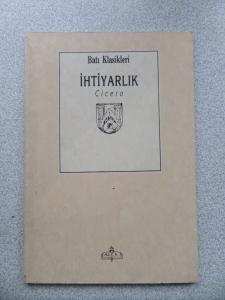 Batı Klasikleri
İHTİYARLIK
Cicero